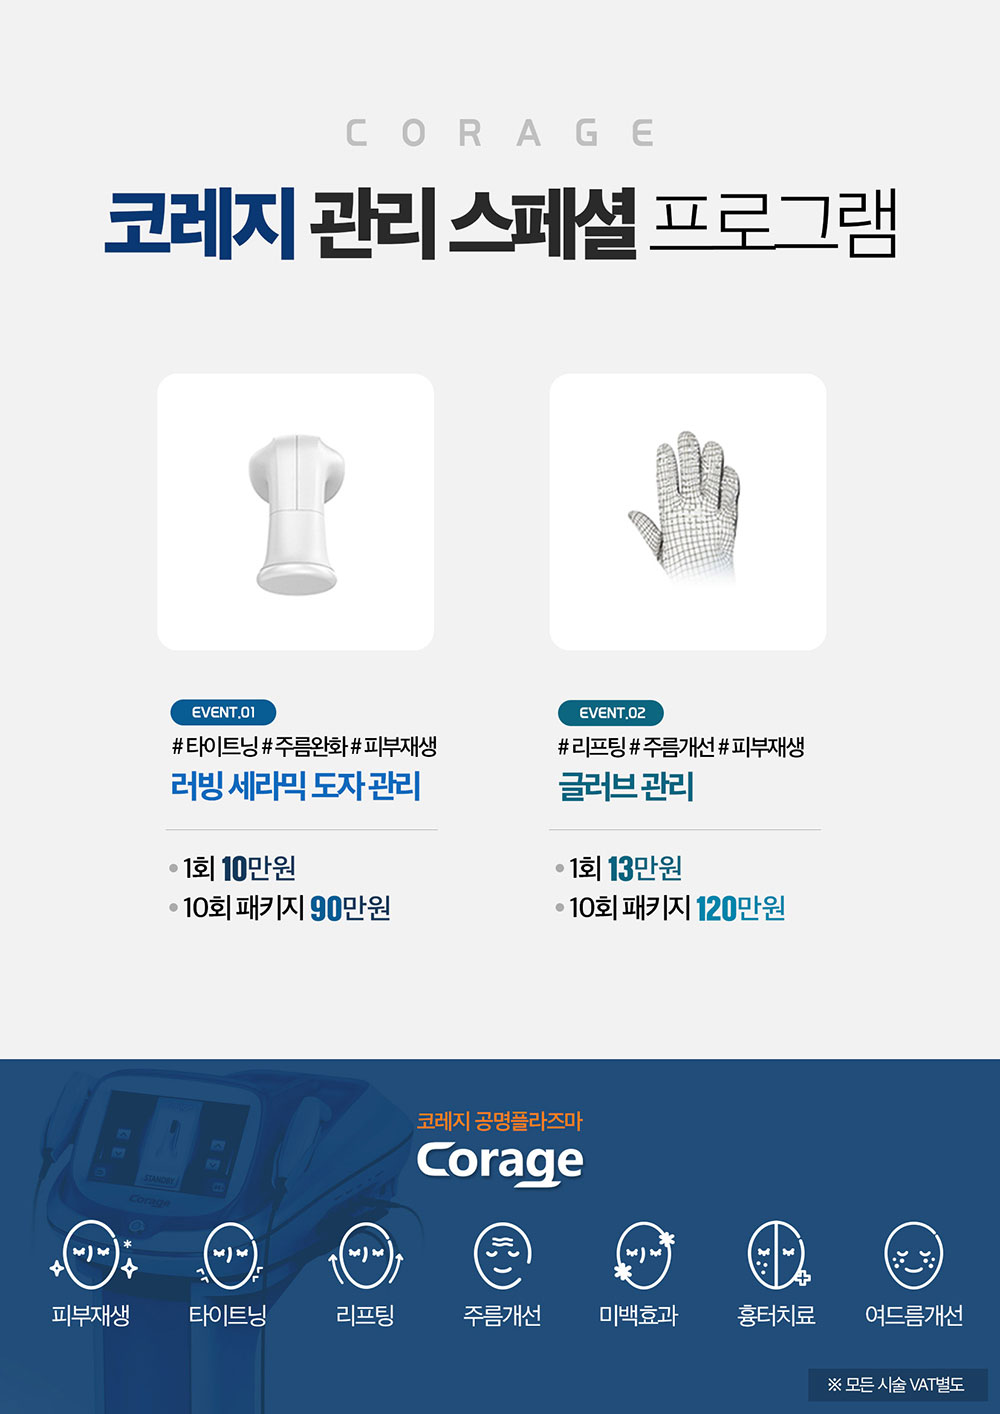 CORAGE
코레지 관리 스페셜 프로그램
EVENT.01
#타이트닝 #주름완화 #피부재생
러빙 세라믹 도자 관리
• 1회 10만원
• 10회 패키지 90만원
EVENT.02
#리프팅 #주름개선 #피부재생
글러브 관리
• 1회 13만원
• 10회 패키지 120만원
STANDBY
Corage
코레지 공명플라즈마
Corage
피부재생
타이트닝
리프팅
주름개선
미백효과
흉터치료
여드름개선
※ 모든 시술 VAT별도